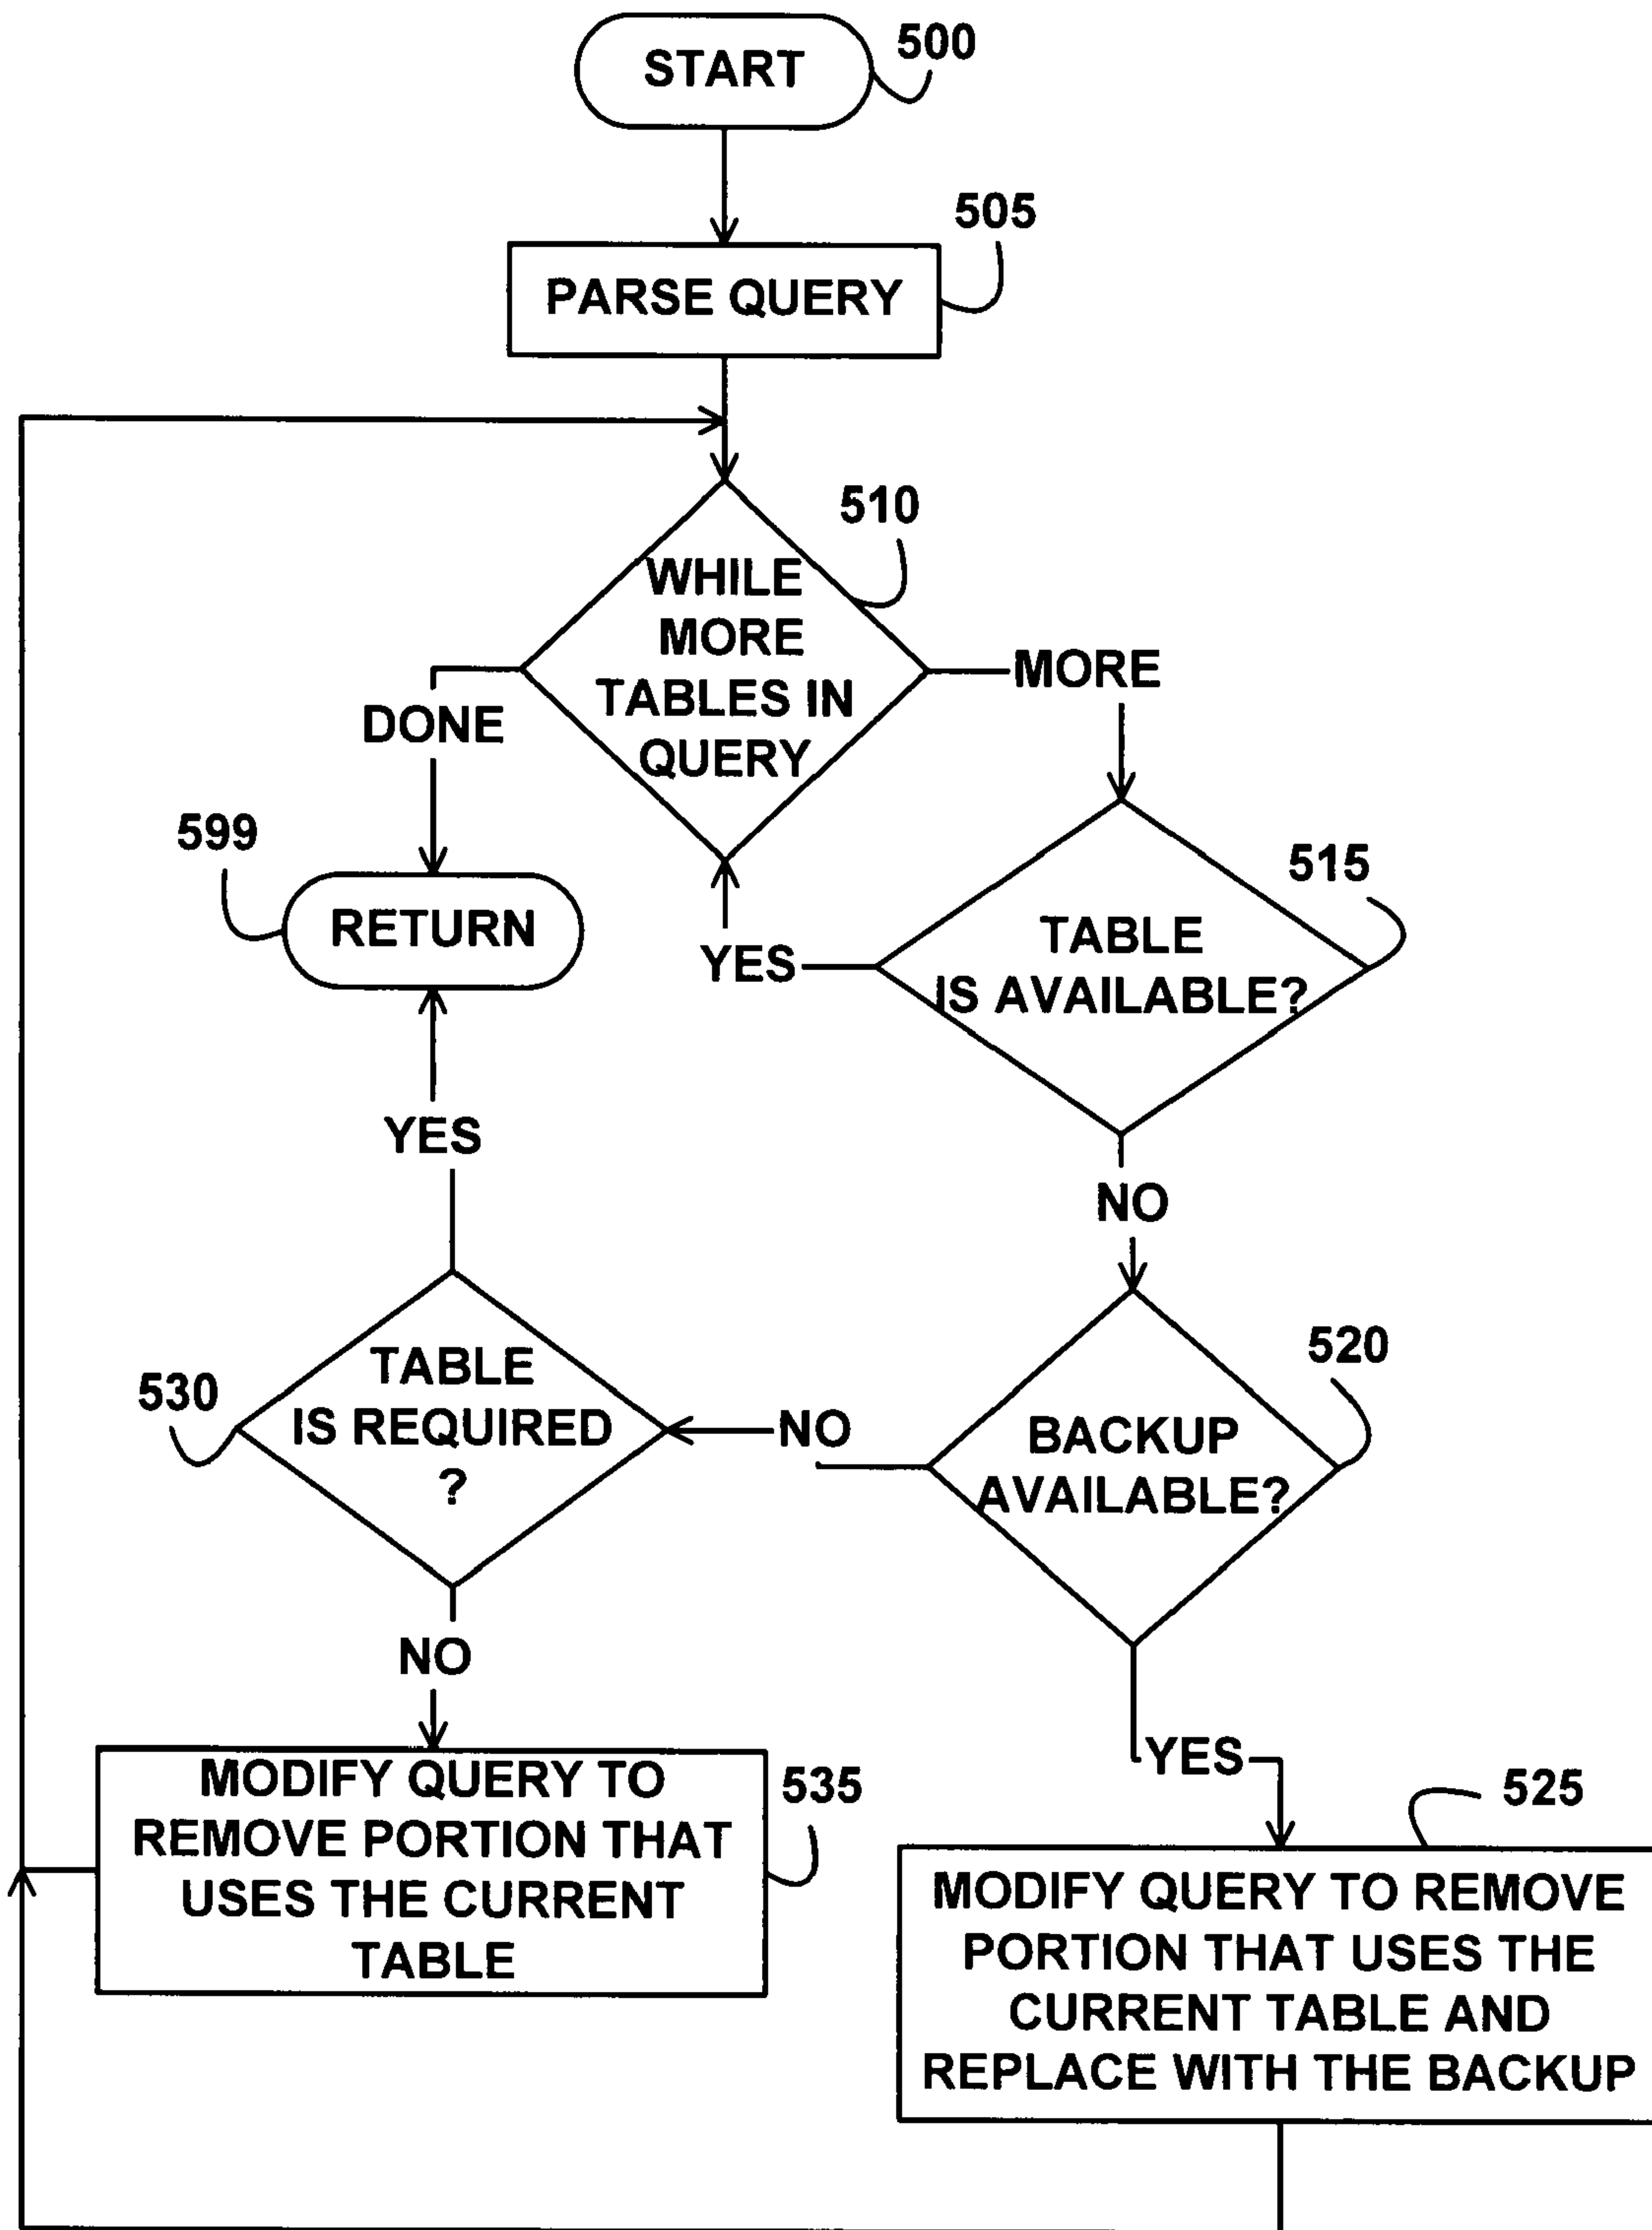 START
500
505
PARSE QUERY
510
WHILE
MORE
TABLES IN
QUERY
MORE
DONE
599
RETURN
515
TABLE
IS AVAILABLE?
YES
YES
NO
530
TABLE
IS REQUIRED
?
NO
520
BACKUP
AVAILABLE?
NO
YES
MODIFY QUERY TO
REMOVE PORTION THAT
USES THE CURRENT
TABLE
535
525
MODIFY QUERY TO REMOVE
PORTION THAT USES THE
CURRENT TABLE AND
REPLACE WITH THE BACKUP